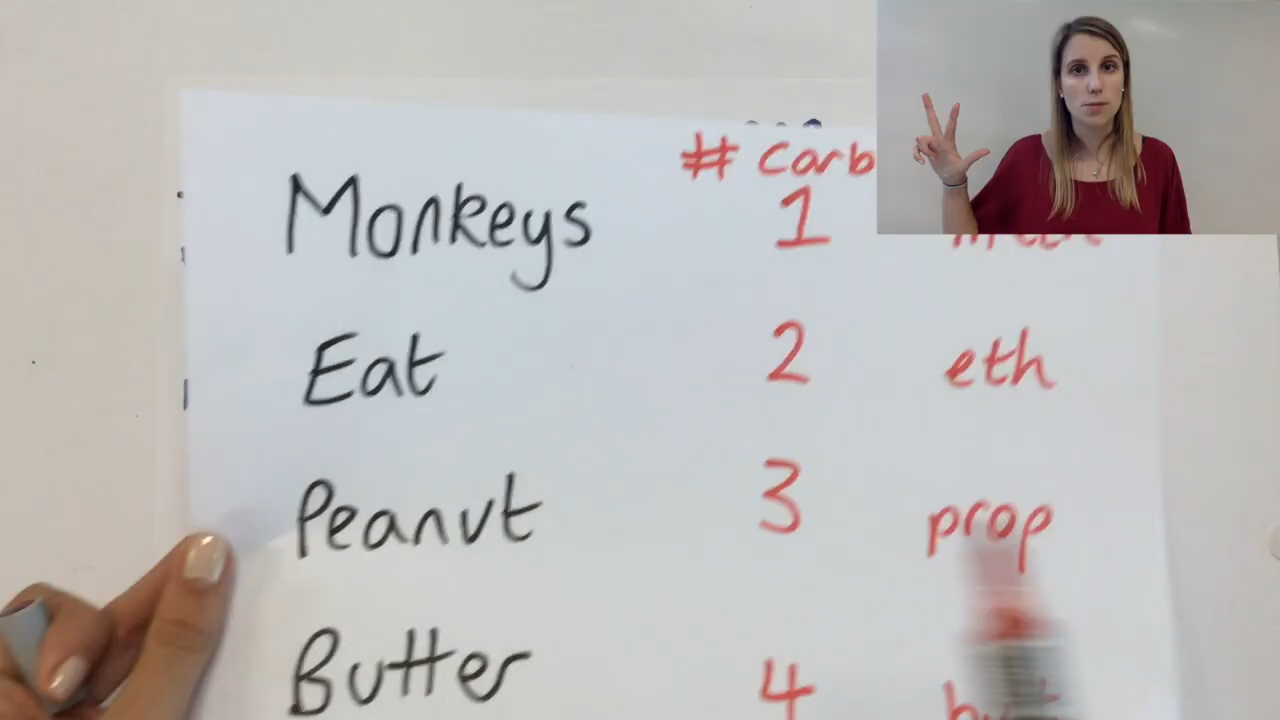 # Carb
Monkeys 1
Eat 2 eth
Peanut 3 prop
Butter 4